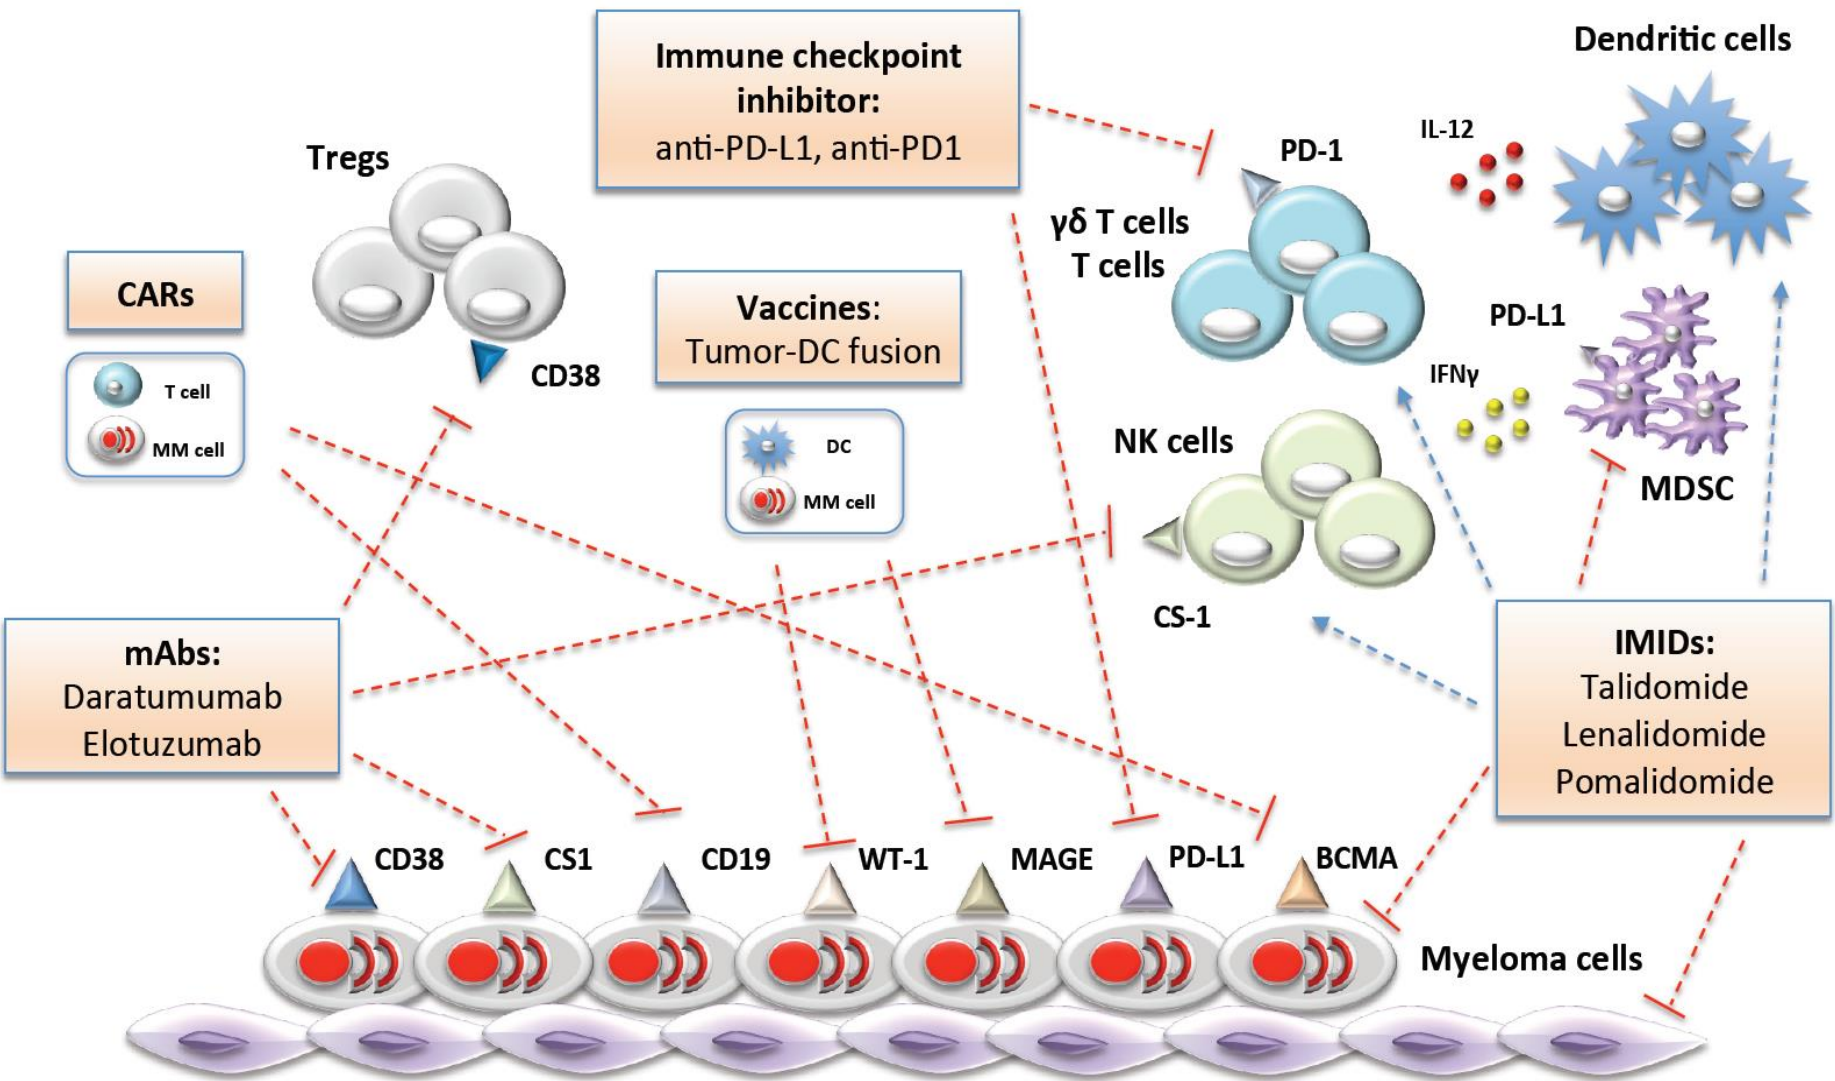 Immune checkpoint
inhibitor:
anti-PD-L1, anti-PD1
Dendritic cells
IL-12
PD-1
Tregs
γδ T cells
T cells
CARs
T cell
MM cell
CD38
Vaccines:
Tumor-DC fusion
DC
MM cell
PD-L1
IFNγ
MDSC
NK cells
CS-1
mAbs:
Daratumumab
Elotuzumab
IMIDs:
Talidomide
Lenalidomide
Pomalidomide
CD38
CS1
CD19
WT-1
MAGE
PD-L1
BCMA
Myeloma cells